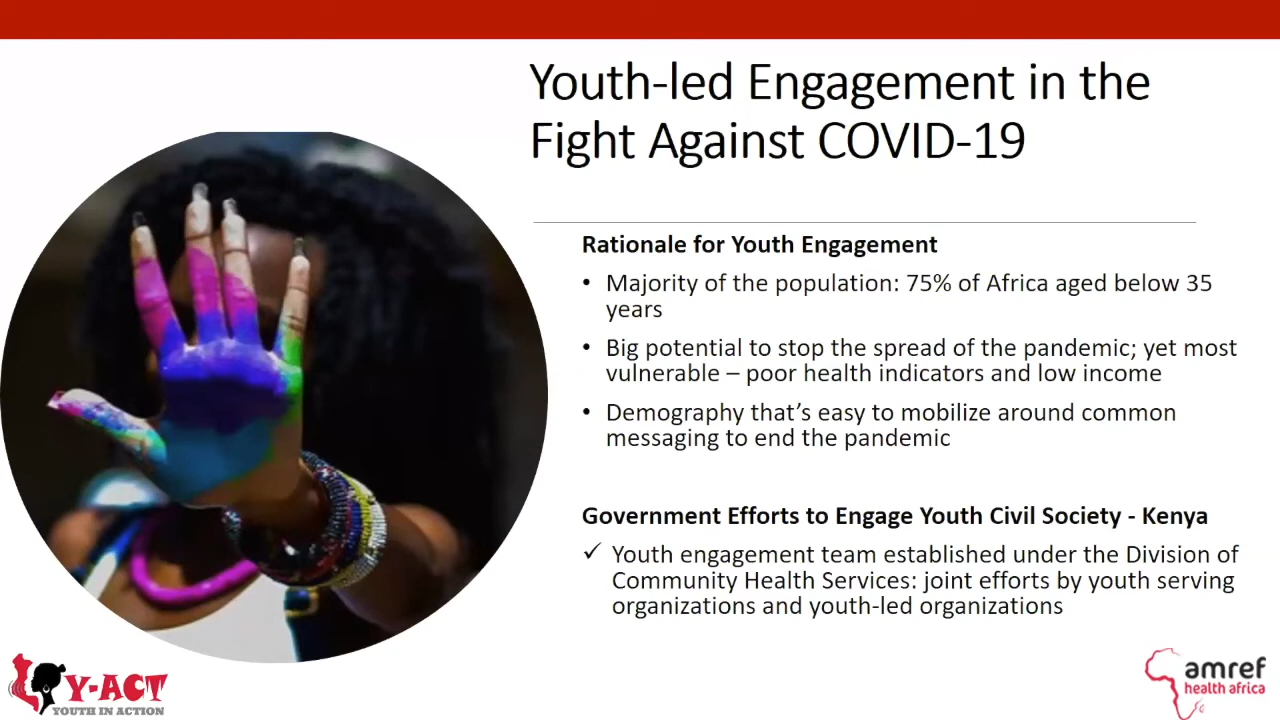 Youth-led Engagement in the
Fight Against COVID-19
Rationale for Youth Engagement
• Majority of the population: 75% of Africa aged below 35
years
• Big potential to stop the spread of the pandemic; yet most
vulnerable – poor health indicators and low income
• Demography that’s easy to mobilize around common
messaging to end the pandemic
Government Efforts to Engage Youth Civil Society - Kenya
✓ Youth engagement team established under the Division of
Community Health Services: joint efforts by youth serving
organizations and youth-led organizations
Y-ACT
YOUTH IN ACTION
amref
health africa